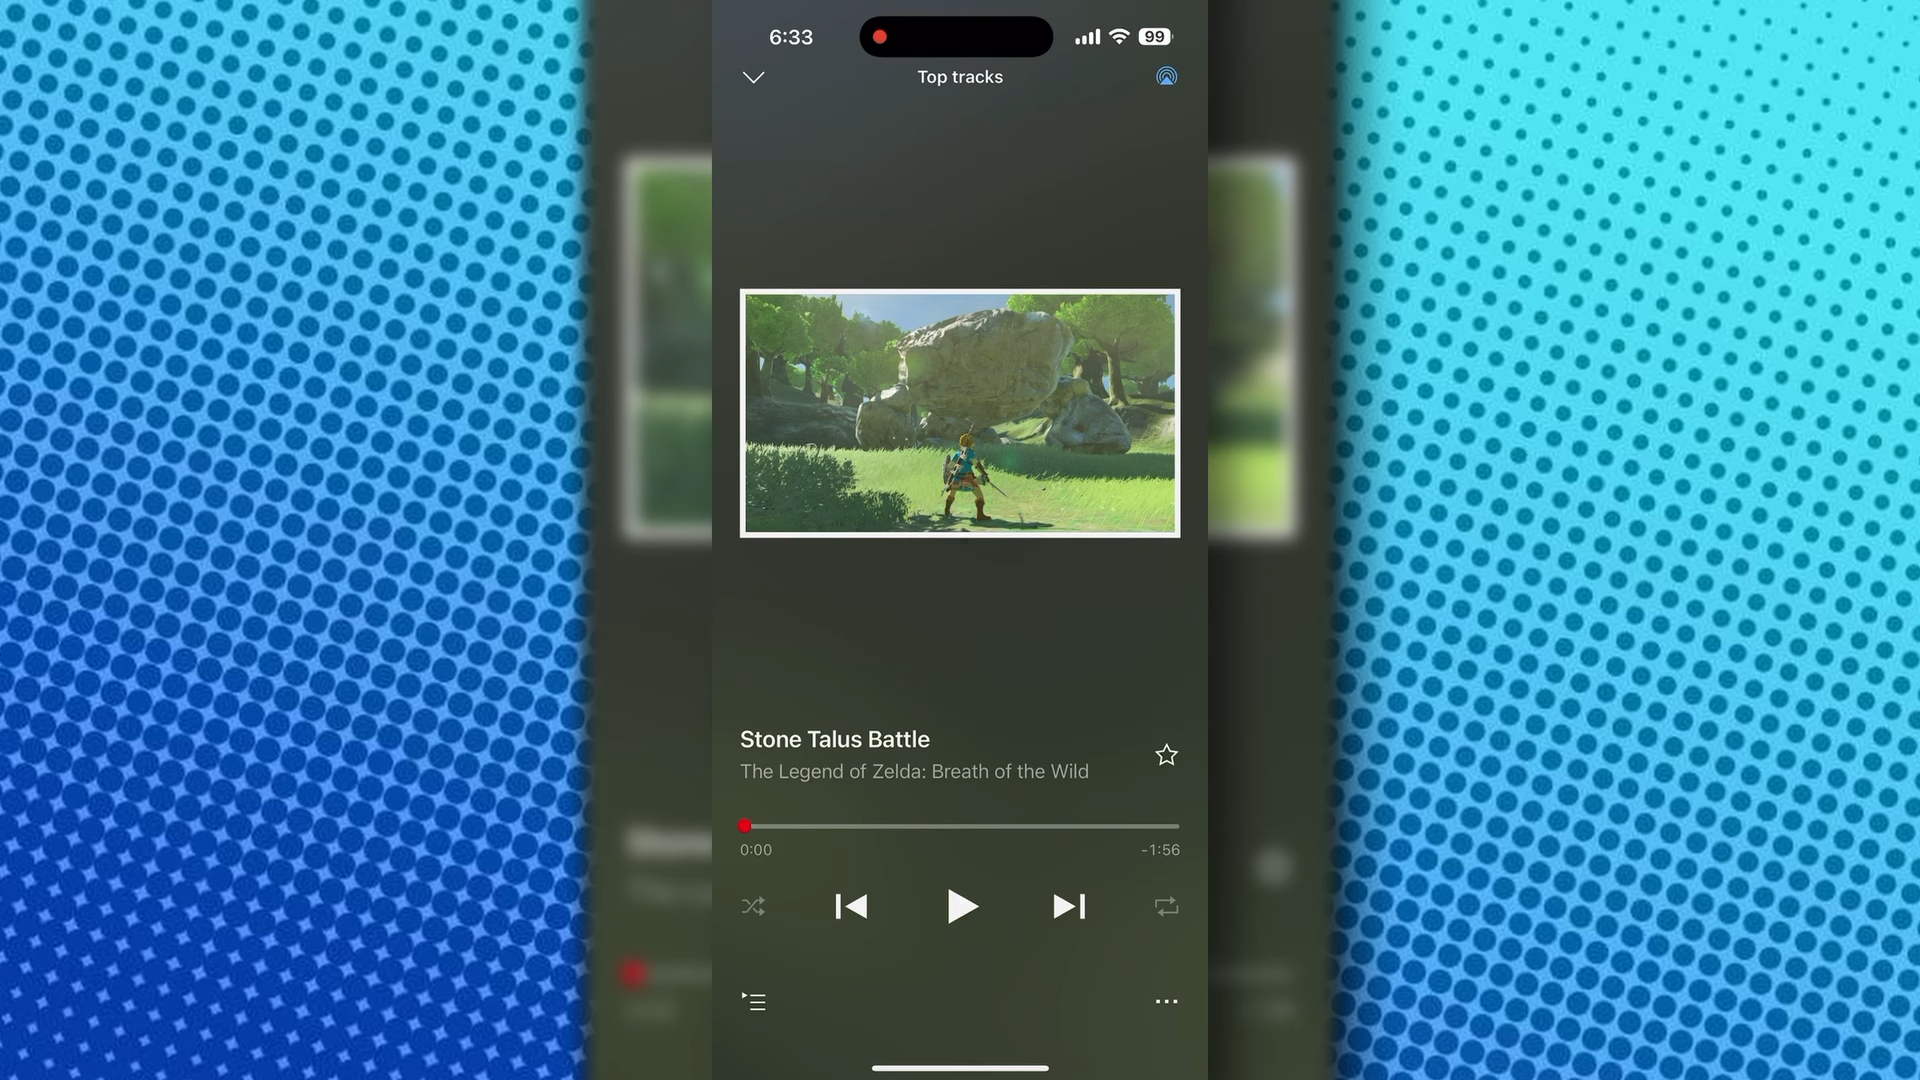 6:33
99
Top tracks
Stone Talus Battle
The Legend of Zelda: Breath of the Wild
0:00
-1:56